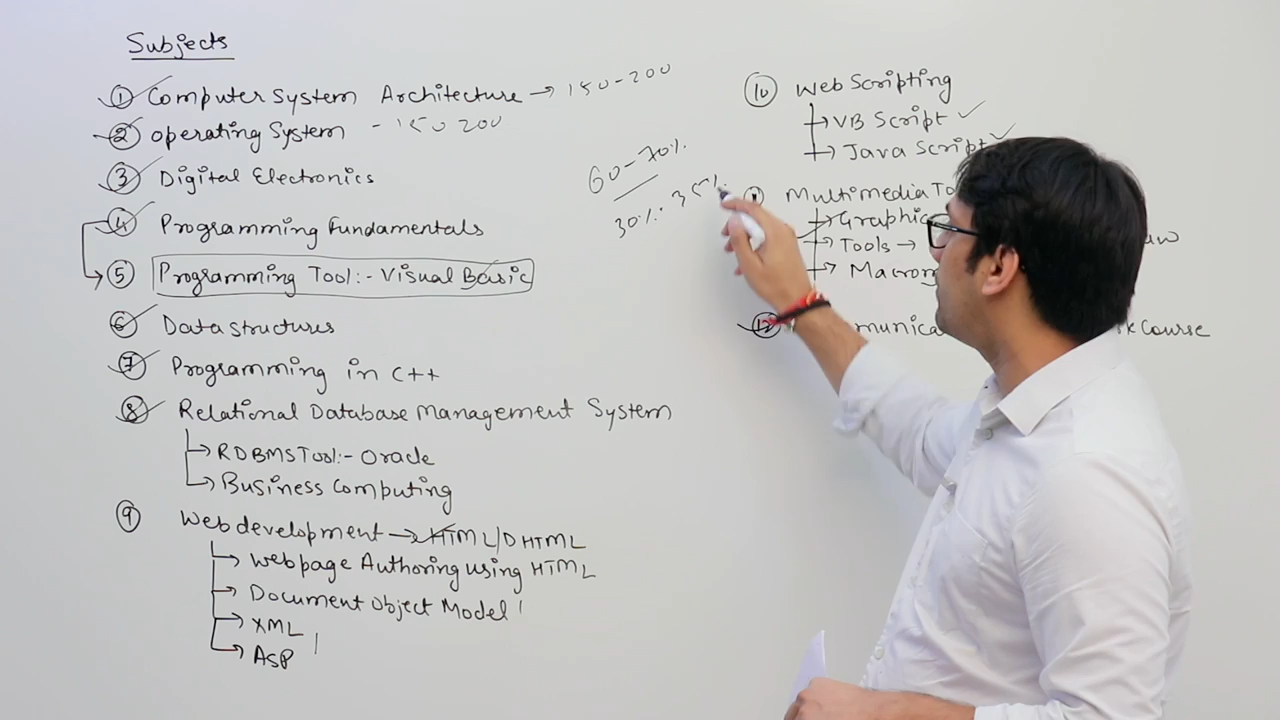 Subjects
① Computer System Architecture → 150-200
② operating System - 150 200
③ Digital Electronics
④ Programming Fundamentals
⑤ Programming Tool:- Visual Basic
⑥ Data structures
⑦ Programming in C++
⑧ Relational Database Management System
→ RDBMS Tool:- Oracle
→ Business Computing
⑨ Web development → HTML/DHTML
→ Webpage Authoring using HTML
→ Document Object Model
→ XML
→ ASP
60-70%
30%. 35%
⑩ Web Scripting
→ VB Script ✓
→ Java Script ✓
Multimedia
→ Graphic
→ Tools →
→
⑫ Course